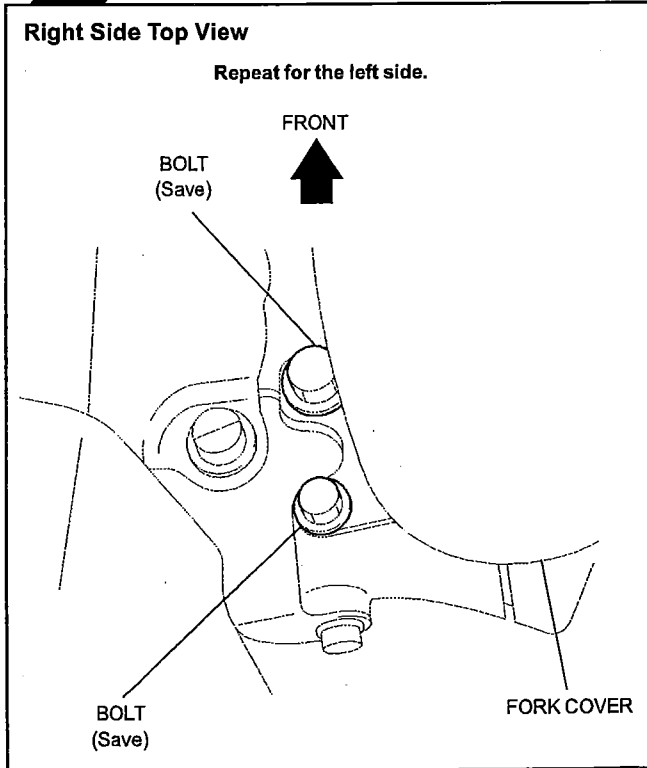 Right Side Top View
Repeat for the left side.
FRONT
BOLT
(Save)
BOLT
(Save)
FORK COVER